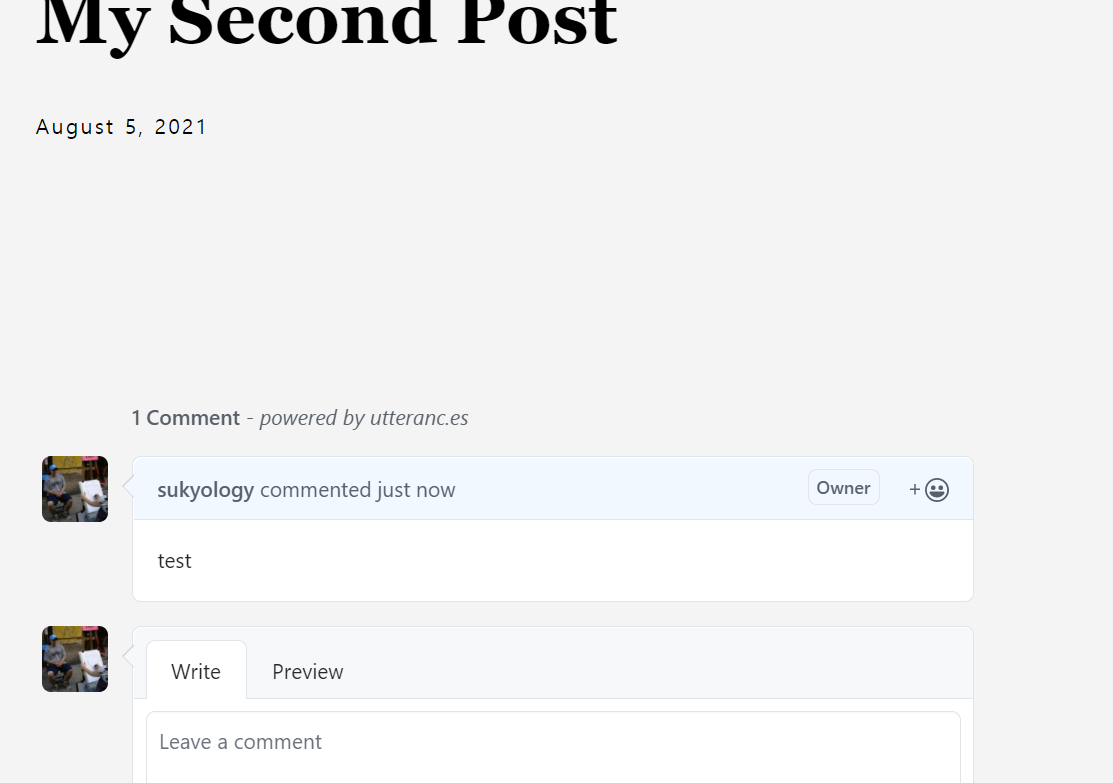 My Second Post
August 5, 2021
1 Comment - powered by utteranc.es
sukyology commented just now
Owner
+
test
Write
Preview
Leave a comment